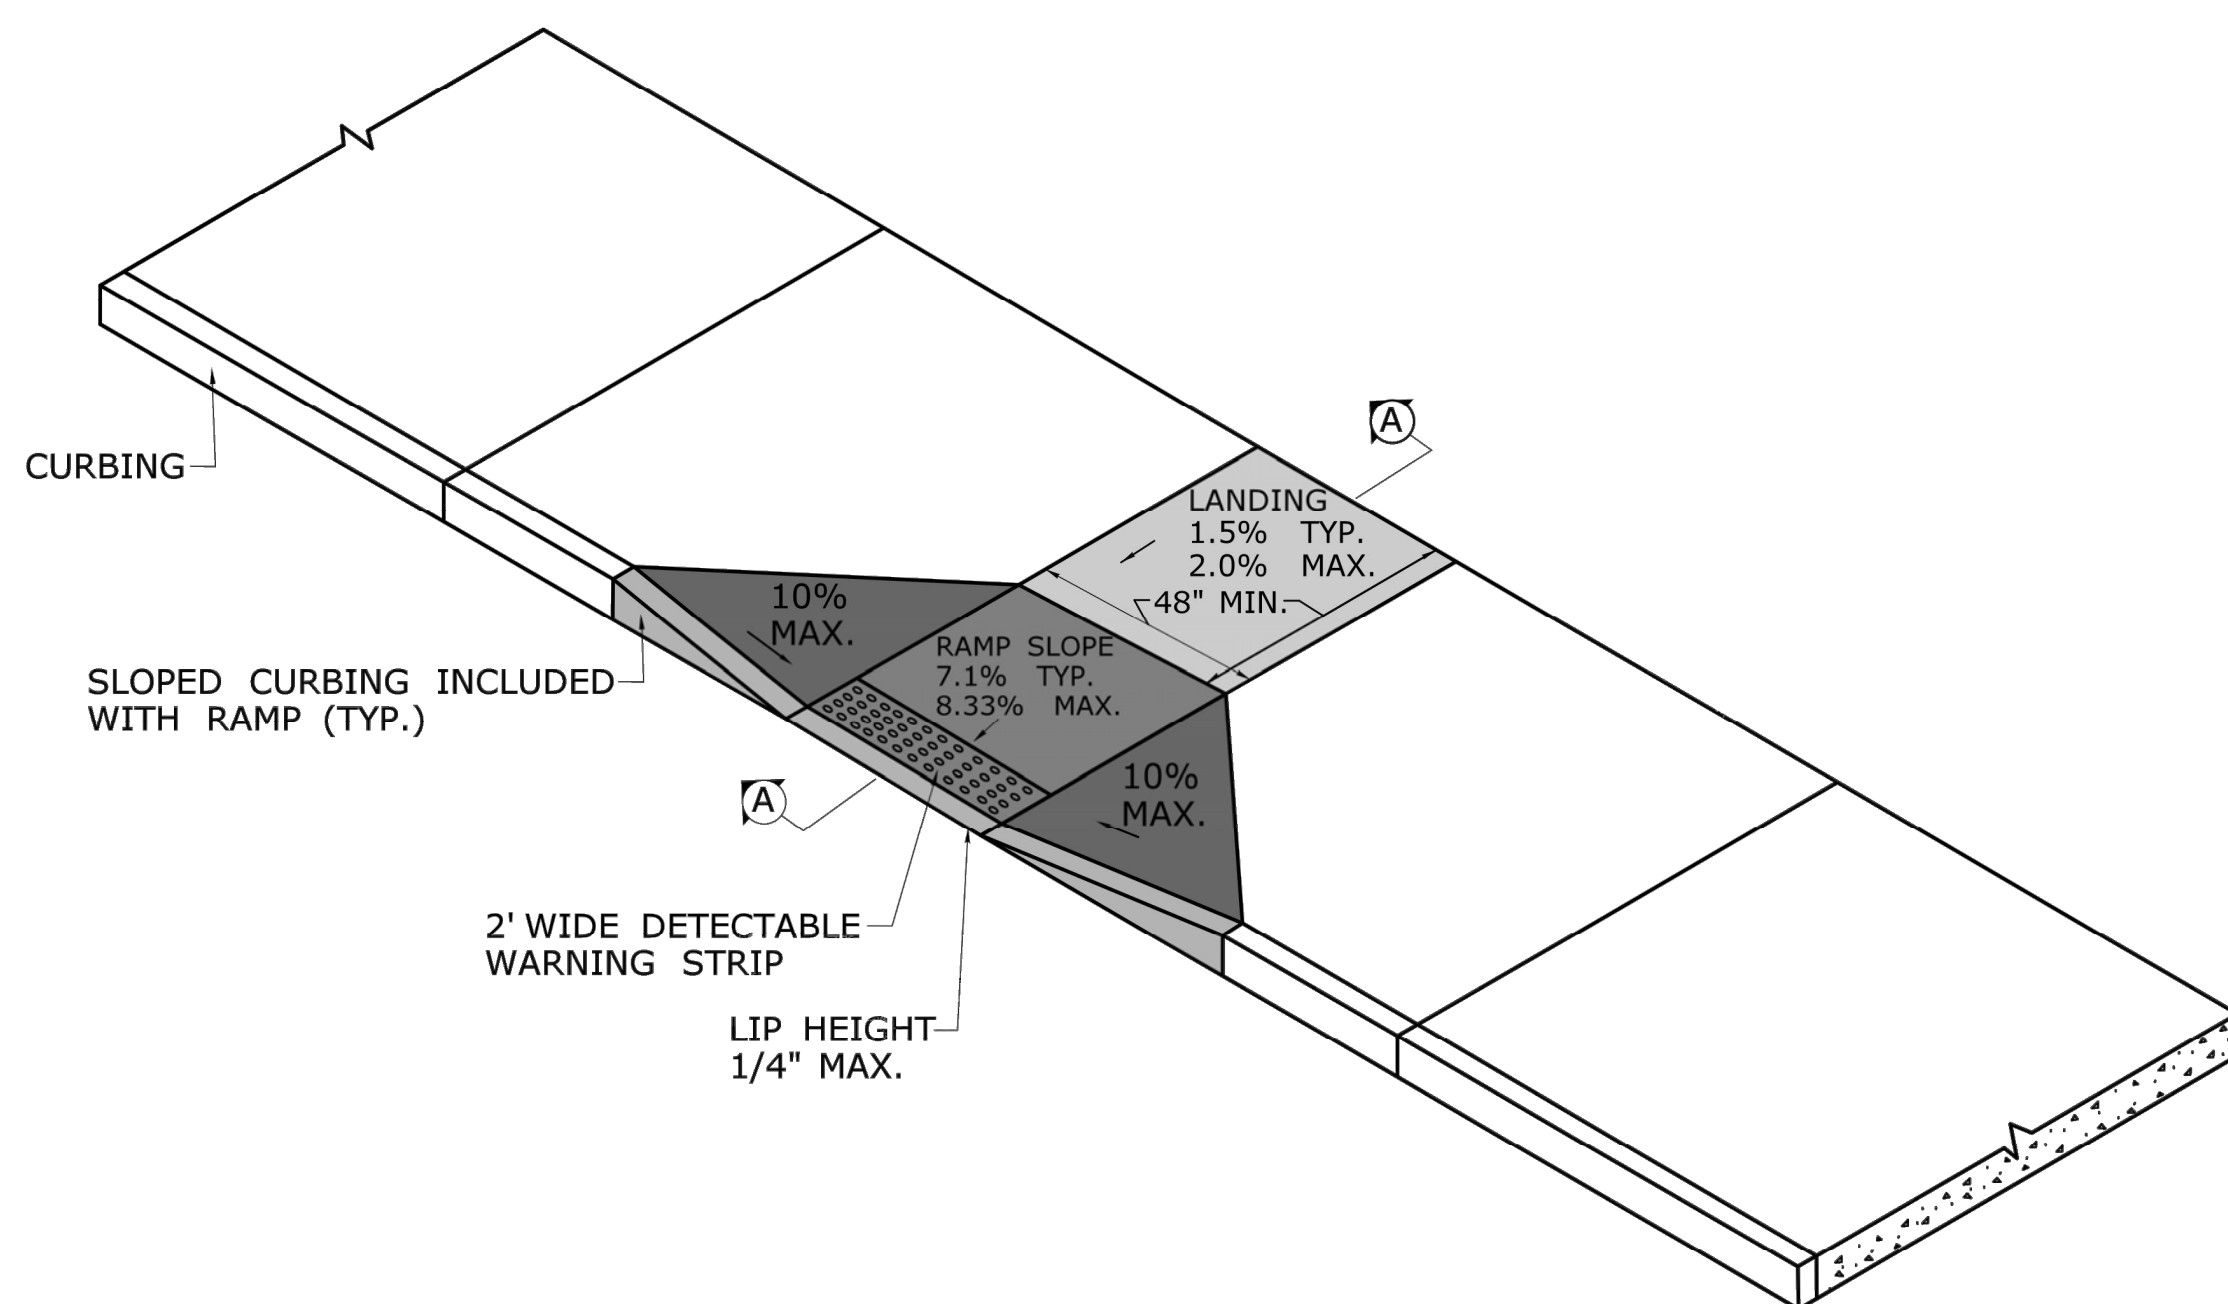 A
CURBING
LANDING
1.5% TYP.
2.0% MAX.
48" MIN.
10%
MAX.
RAMP SLOPE
7.1% TYP.
8.33% MAX.
SLOPED CURBING INCLUDED
WITH RAMP (TYP.)
10%
MAX.
A
2' WIDE DETECTABLE
WARNING STRIP
LIP HEIGHT
1/4" MAX.